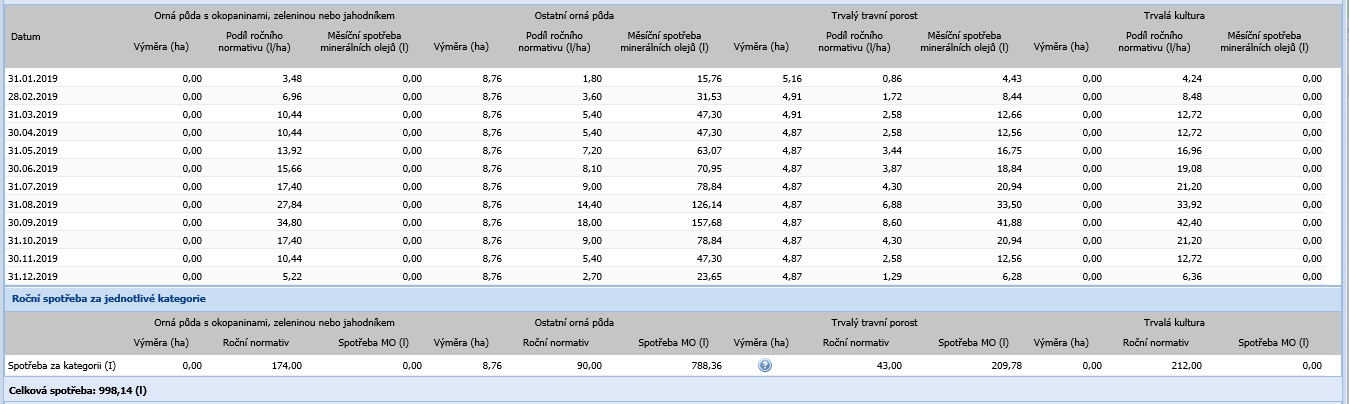 Orná půda s okopaninami, zeleninou nebo jahodníkem Ostatní orná půda Trvalý travní porost Trvalá kultura
Datum Výměra (ha) Podíl ročního normativu (l/ha) Měsíční spotřeba minerálních olejů (l) Výměra (ha) Podíl ročního normativu (l/ha) Měsíční spotřeba minerálních olejů (l) Výměra (ha) Podíl ročního normativu (l/ha) Měsíční spotřeba minerálních olejů (l) Výměra (ha) Podíl ročního normativu (l/ha) Měsíční spotřeba minerálních olejů (l)
31.01.2019 0,00 3,48 0,00 8,76 1,80 15,76 5,16 0,86 4,43 0,00 4,24 0,00
28.02.2019 0,00 6,96 0,00 8,76 3,60 31,53 4,91 1,72 8,44 0,00 8,48 0,00
31.03.2019 0,00 10,44 0,00 8,76 5,40 47,30 4,91 2,58 12,66 0,00 12,72 0,00
30.04.2019 0,00 10,44 0,00 8,76 5,40 47,30 4,87 2,58 12,56 0,00 12,72 0,00
31.05.2019 0,00 13,92 0,00 8,76 7,20 63,07 4,87 3,44 16,75 0,00 16,96 0,00
30.06.2019 0,00 15,66 0,00 8,76 8,10 70,95 4,87 3,87 18,84 0,00 19,08 0,00
31.07.2019 0,00 17,40 0,00 8,76 9,00 78,84 4,87 4,30 20,94 0,00 21,20 0,00
31.08.2019 0,00 27,84 0,00 8,76 14,40 126,14 4,87 6,88 33,50 0,00 33,92 0,00
30.09.2019 0,00 34,80 0,00 8,76 18,00 157,68 4,87 8,60 41,88 0,00 42,40 0,00
31.10.2019 0,00 17,40 0,00 8,76 9,00 78,84 4,87 4,30 20,94 0,00 21,20 0,00
30.11.2019 0,00 10,44 0,00 8,76 5,40 47,30 4,87 2,58 12,56 0,00 12,72 0,00
31.12.2019 0,00 5,22 0,00 8,76 2,70 23,65 4,87 1,29 6,28 0,00 6,36 0,00
Roční spotřeba za jednotlivé kategorie
Orná půda s okopaninami, zeleninou nebo jahodníkem Ostatní orná půda Trvalý travní porost Trvalá kultura
Výměra (ha) Roční normativ Spotřeba MO (l) Výměra (ha) Roční normativ Spotřeba MO (l) Výměra (ha) Roční normativ Spotřeba MO (l) Výměra (ha) Roční normativ Spotřeba MO (l)
Spotřeba za kategorii (I) 0,00 174,00 0,00 8,76 90,00 788,36 ? 43,00 209,78 0,00 212,00 0,00
Celková spotřeba: 998,14 (l)